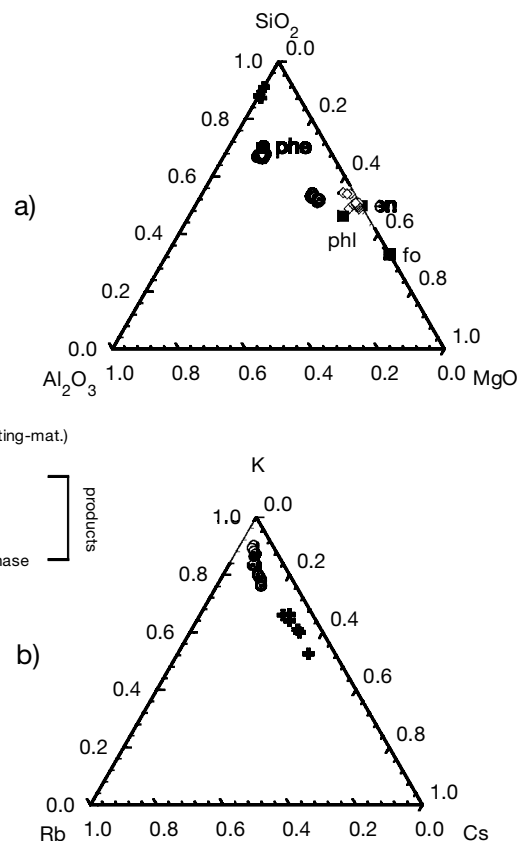 SiO2
a)
1.0 0.0
0.8 0.2
phe
0.6 0.4
en
0.4 0.6
phl
fo
0.2 0.8
0.0 1.0
Al2O3 1.0 0.8 0.6 0.4 0.2 0.0 MgO
ting-mat.)
products
hase
K
b)
1.0 0.0
0.8 0.2
0.6 0.4
0.4 0.6
0.2 0.8
0.0 1.0
Rb 1.0 0.8 0.6 0.4 0.2 0.0 Cs